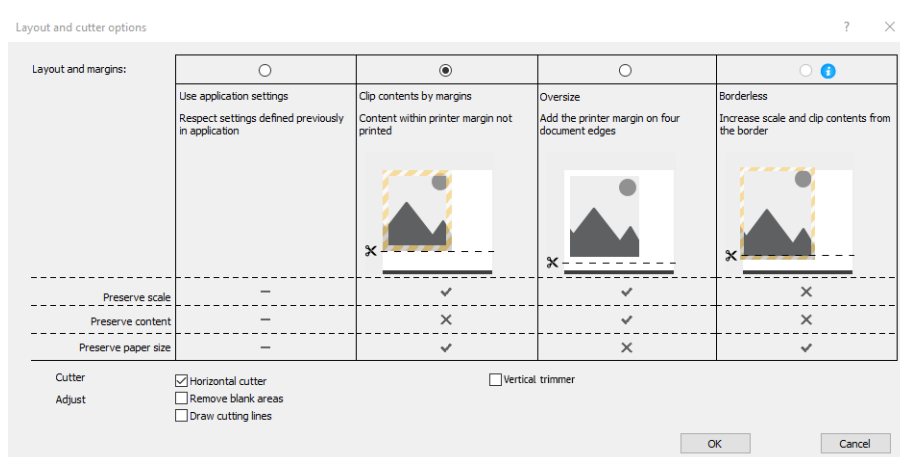 Layout and cutter options
?
Layout and margins:
i
Use application settings
Respect settings defined previously
in application
Clip contents by margins
Content within printer margin not
printed
Oversize
Add the printer margin on four
document edges
Borderless
Increase scale and clip contents from
the border
Preserve scale
Preserve content
Preserve paper size
Cutter
Horizontal cutter
Vertical trimmer
Adjust
Remove blank areas
Draw cutting lines
OK
Cancel